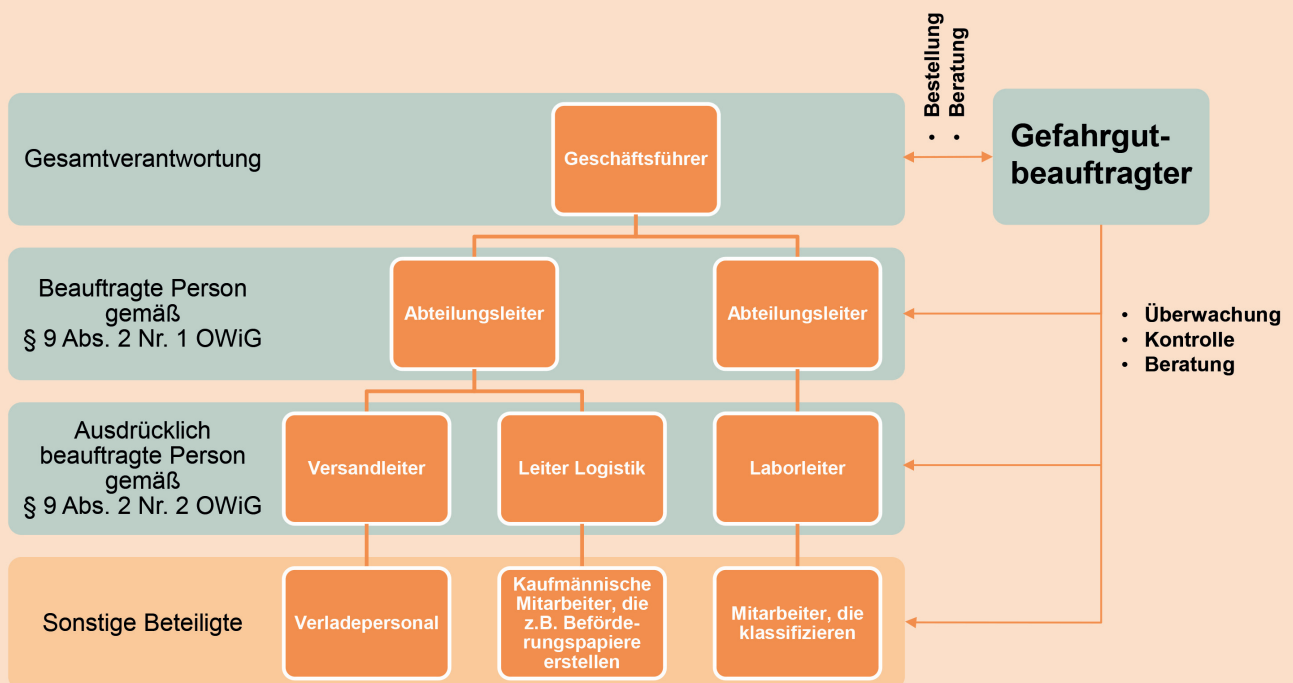 • Bestellung
• Beratung
Gesamtverantwortung
Geschäftsführer
Gefahrgut-
beauftragter
Beauftragte Person
gemäß
§ 9 Abs. 2 Nr. 1 OWiG
Abteilungsleiter
Abteilungsleiter
• Überwachung
• Kontrolle
• Beratung
Ausdrücklich
beauftragte Person
gemäß
§ 9 Abs. 2 Nr. 2 OWiG
Versandleiter
Leiter Logistik
Laborleiter
Sonstige Beteiligte
Verladepersonal
Kaufmännische
Mitarbeiter, die
z.B. Beförde-
rungspapiere
erstellen
Mitarbeiter, die
klassifizieren